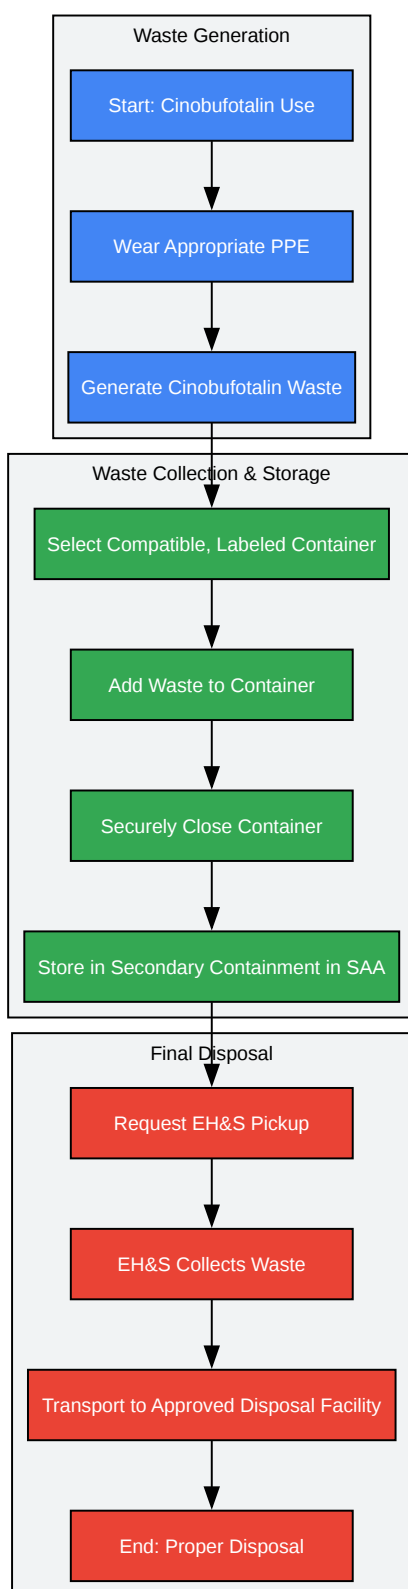 Waste Generation
Start: Cinobufotalin Use
Wear Appropriate PPE
Generate Cinobufotalin Waste
Waste Collection & Storage
Select Compatible, Labeled Container
Add Waste to Container
Securely Close Container
Store in Secondary Containment in SAA
Final Disposal
Request EH&S Pickup
EH&S Collects Waste
Transport to Approved Disposal Facility
End: Proper Disposal